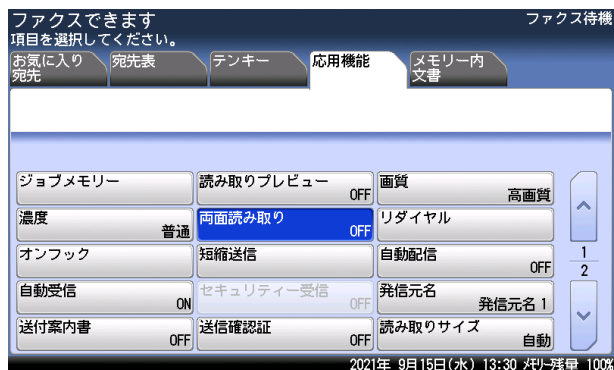 ファクスできます
ファクス待機
項目を選択してください。
お気に入り
宛先
宛先表
テンキー
応用機能
メモリー内
文書
ジョブメモリー
読み取りプレビュー
OFF
画質
高画質
濃度
普通
両面読み取り
OFF
リダイヤル
オンフック
短縮送信
自動配信
OFF
1
2
自動受信
ON
セキュリティー受信
OFF
発信元名
発信元名 1
送付案内書
OFF
送信確認証
OFF
読み取りサイズ
自動
2021年 9月15日(水) 13:30 メモリー残量 100%